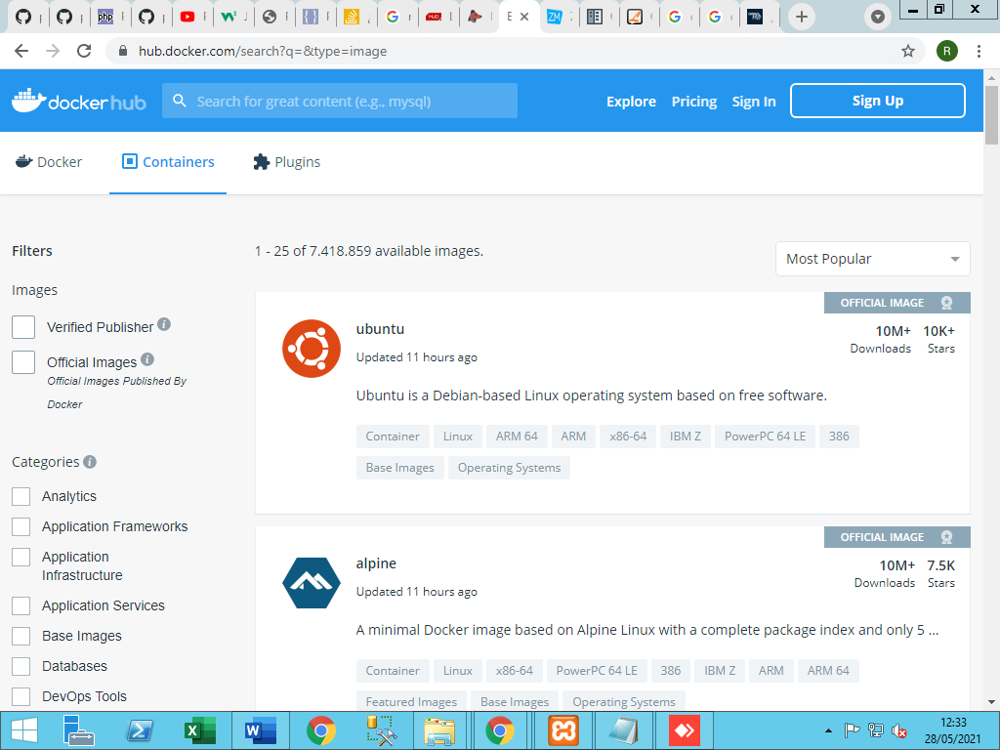 hub.docker.com/search?q=&type=image
R
dockerhub
Search for great content (e.g., mysql)
Explore
Pricing
Sign In
Sign Up
Docker
Containers
Plugins
Filters
1 - 25 of 7.418.859 available images.
Most Popular
Images
Verified Publisher
Official Images
Official Images Published By
Docker
Categories
Analytics
Application Frameworks
Application
Infrastructure
Application Services
Base Images
Databases
DevOps Tools
OFFICIAL IMAGE
ubuntu
10M+ 10K+
Downloads Stars
Updated 11 hours ago
Ubuntu is a Debian-based Linux operating system based on free software.
Container Linux ARM 64 ARM x86-64 IBM Z PowerPC 64 LE 386
Base Images Operating Systems
OFFICIAL IMAGE
alpine
10M+ 7.5K
Downloads Stars
Updated 11 hours ago
A minimal Docker image based on Alpine Linux with a complete package index and only 5 ...
Container Linux x86-64 PowerPC 64 LE 386 IBM Z ARM ARM 64
Featured Images Base Images Operating Systems
12:33
28/05/2021